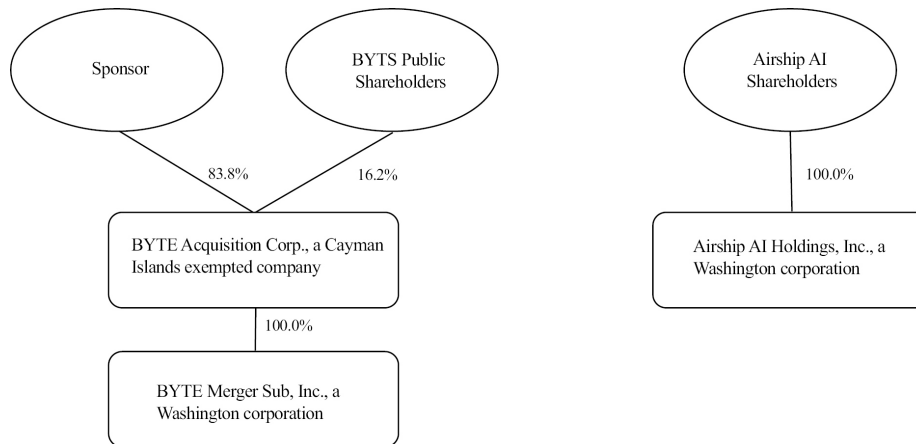 Sponsor
BYTS Public
Shareholders
Airship AI
Shareholders
83.8%
16.2%
100.0%
BYTE Acquisition Corp., a Cayman
Islands exempted company
Airship AI Holdings, Inc., a
Washington corporation
100.0%
BYTE Merger Sub, Inc., a
Washington corporation